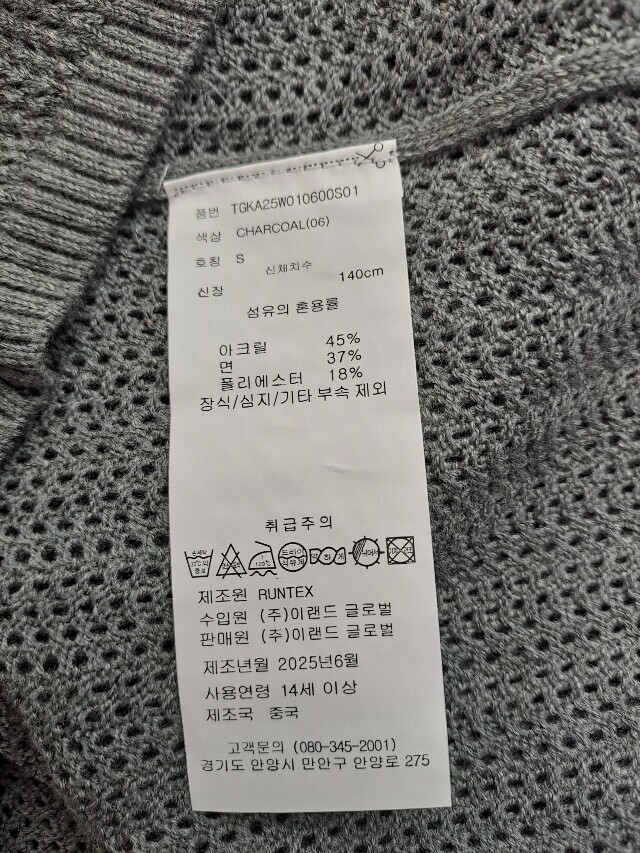 품번 TGKA25W010600S01
색상 CHARCOAL(06)
호칭 S
신체치수
신장 140cm
섬유의 혼용률
아크릴 45%
면 37%
폴리에스터 18%
장식/심지/기타 부속 제외
취급주의
제조원 RUNTEX
수입원 (주)이랜드 글로벌
판매원 (주)이랜드 글로벌
제조년월 2025년6월
사용연령 14세 이상
제조국 중국
고객문의 (080-345-2001)
경기도 안양시 만안구 안양로 275